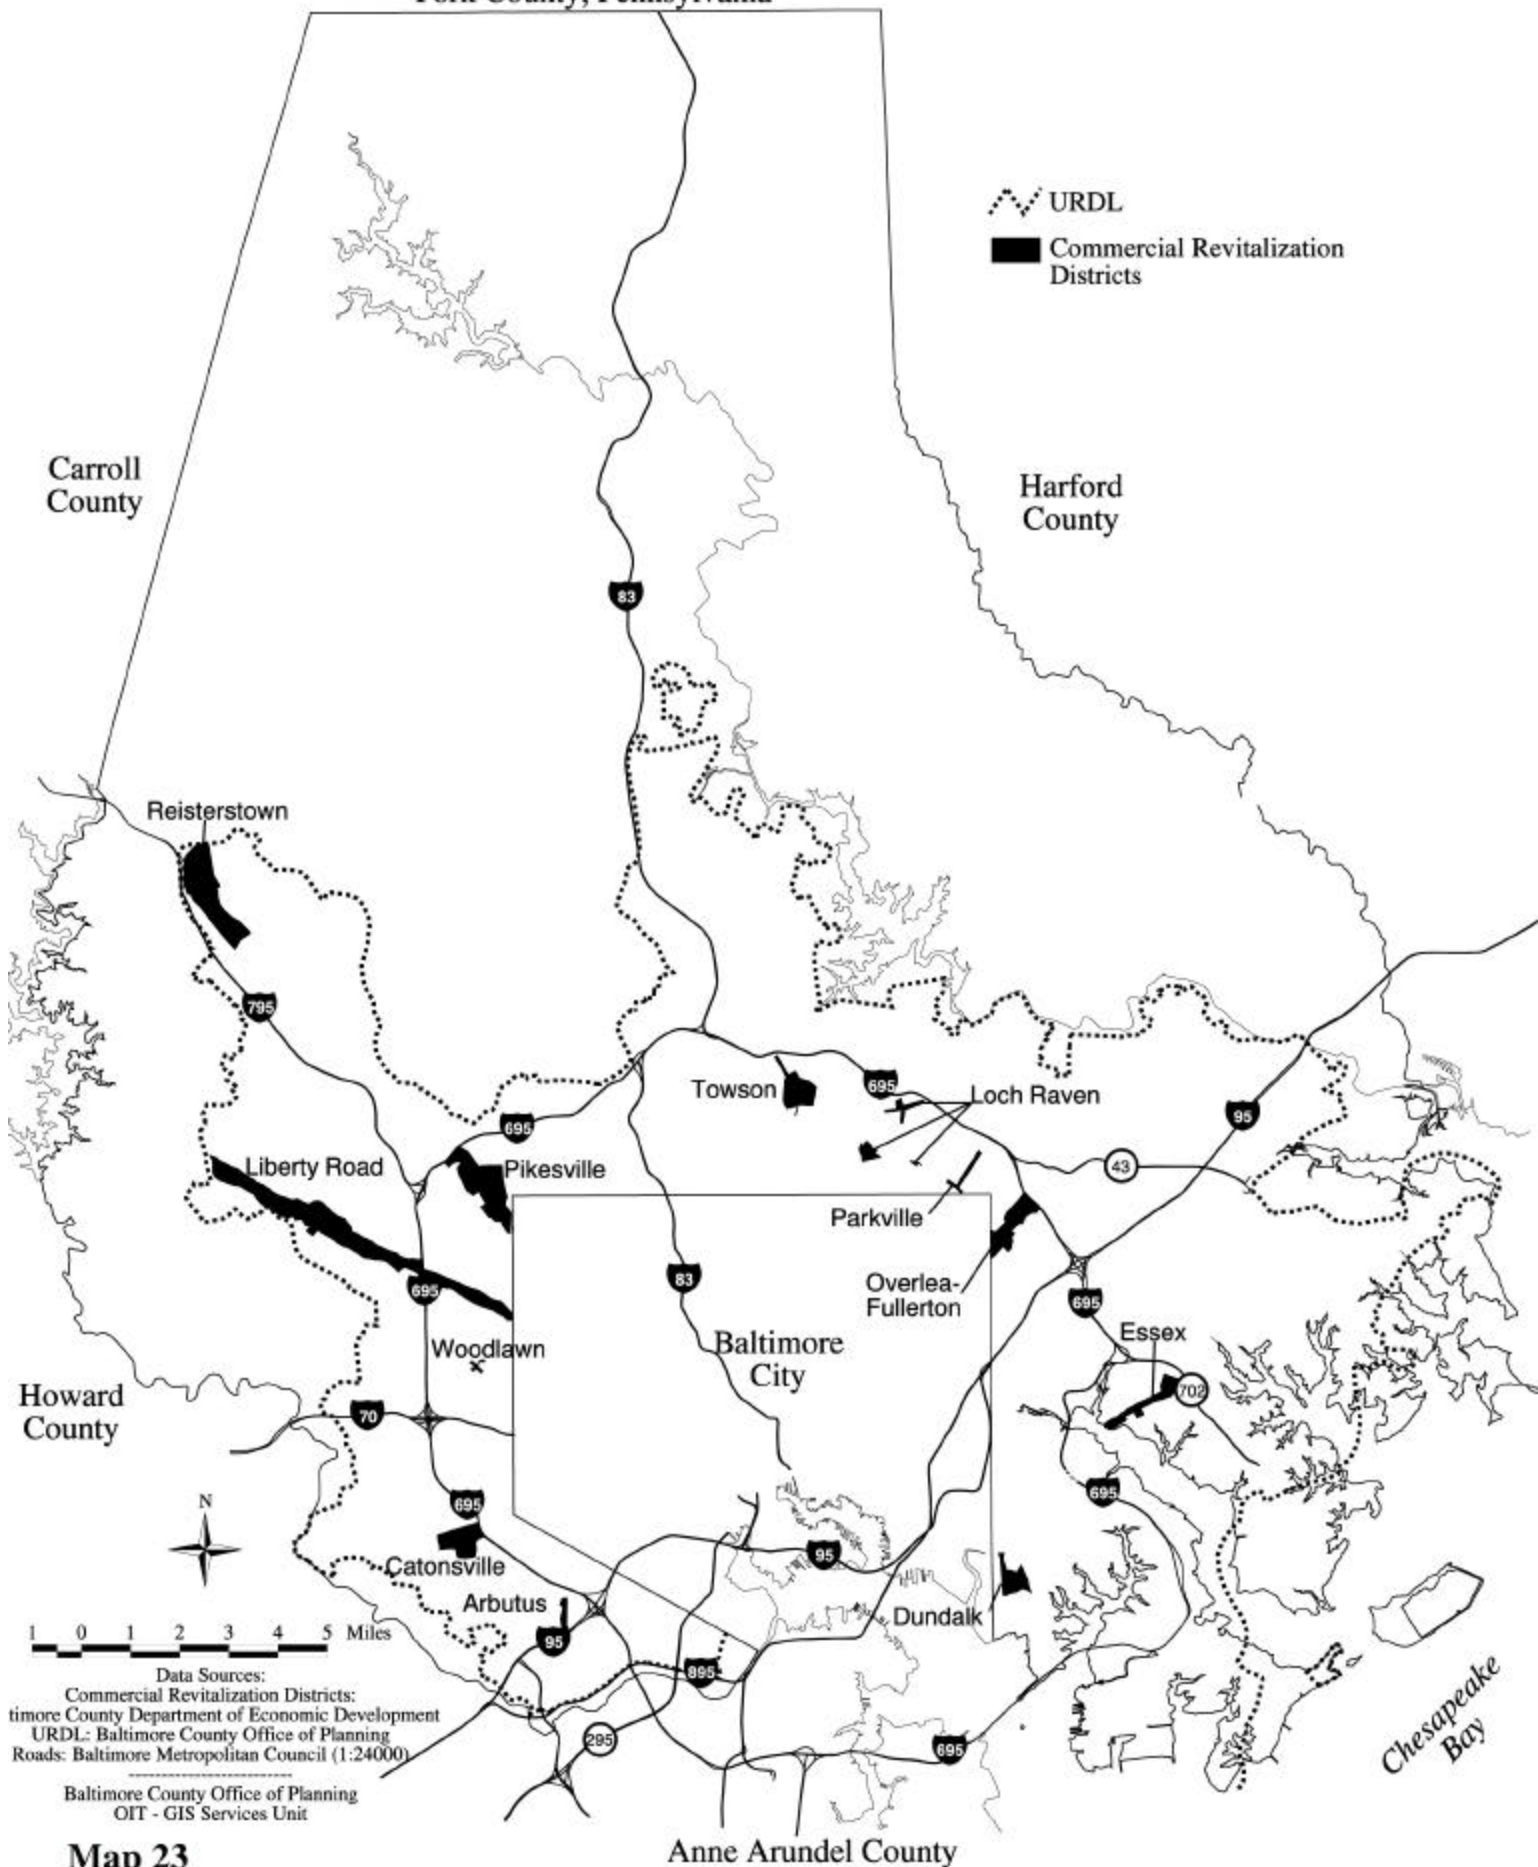 York County, Pennsylvania
URDL
Commercial Revitalization
Districts
Carroll
County
Harford
County
83
Reisterstown
795
Towson
695
Loch Raven
95
695
Liberty Road
Pikesville
43
Parkville
83
695
Overlea-
Fullerton
695
Essex
Woodlawn
Baltimore
City
702
Howard
County
70
695
695
N
95
Catonsville
Arbutus
Dundalk
95
1 0 1 2 3 4 5 Miles
895
Data Sources:
Commercial Revitalization Districts:
timore County Department of Economic Development
URDL: Baltimore County Office of Planning
Roads: Baltimore Metropolitan Council (1:24000)
295
695
Chesapeake
Bay
-------------------------
Baltimore County Office of Planning
OIT - GIS Services Unit
Map 23
Anne Arundel County